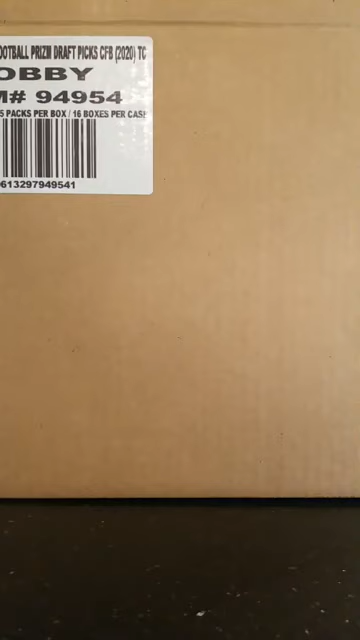 OOTBALL PRIZM DRAFT PICKS CFB (2020) TC
OBBY
M# 94954
5 PACKS PER BOX / 16 BOXES PER CASE
613297949541